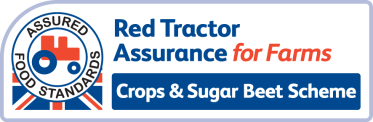 ASSURED
FOOD STANDARDS
Red Tractor
Assurance for Farms
Crops & Sugar Beet Scheme